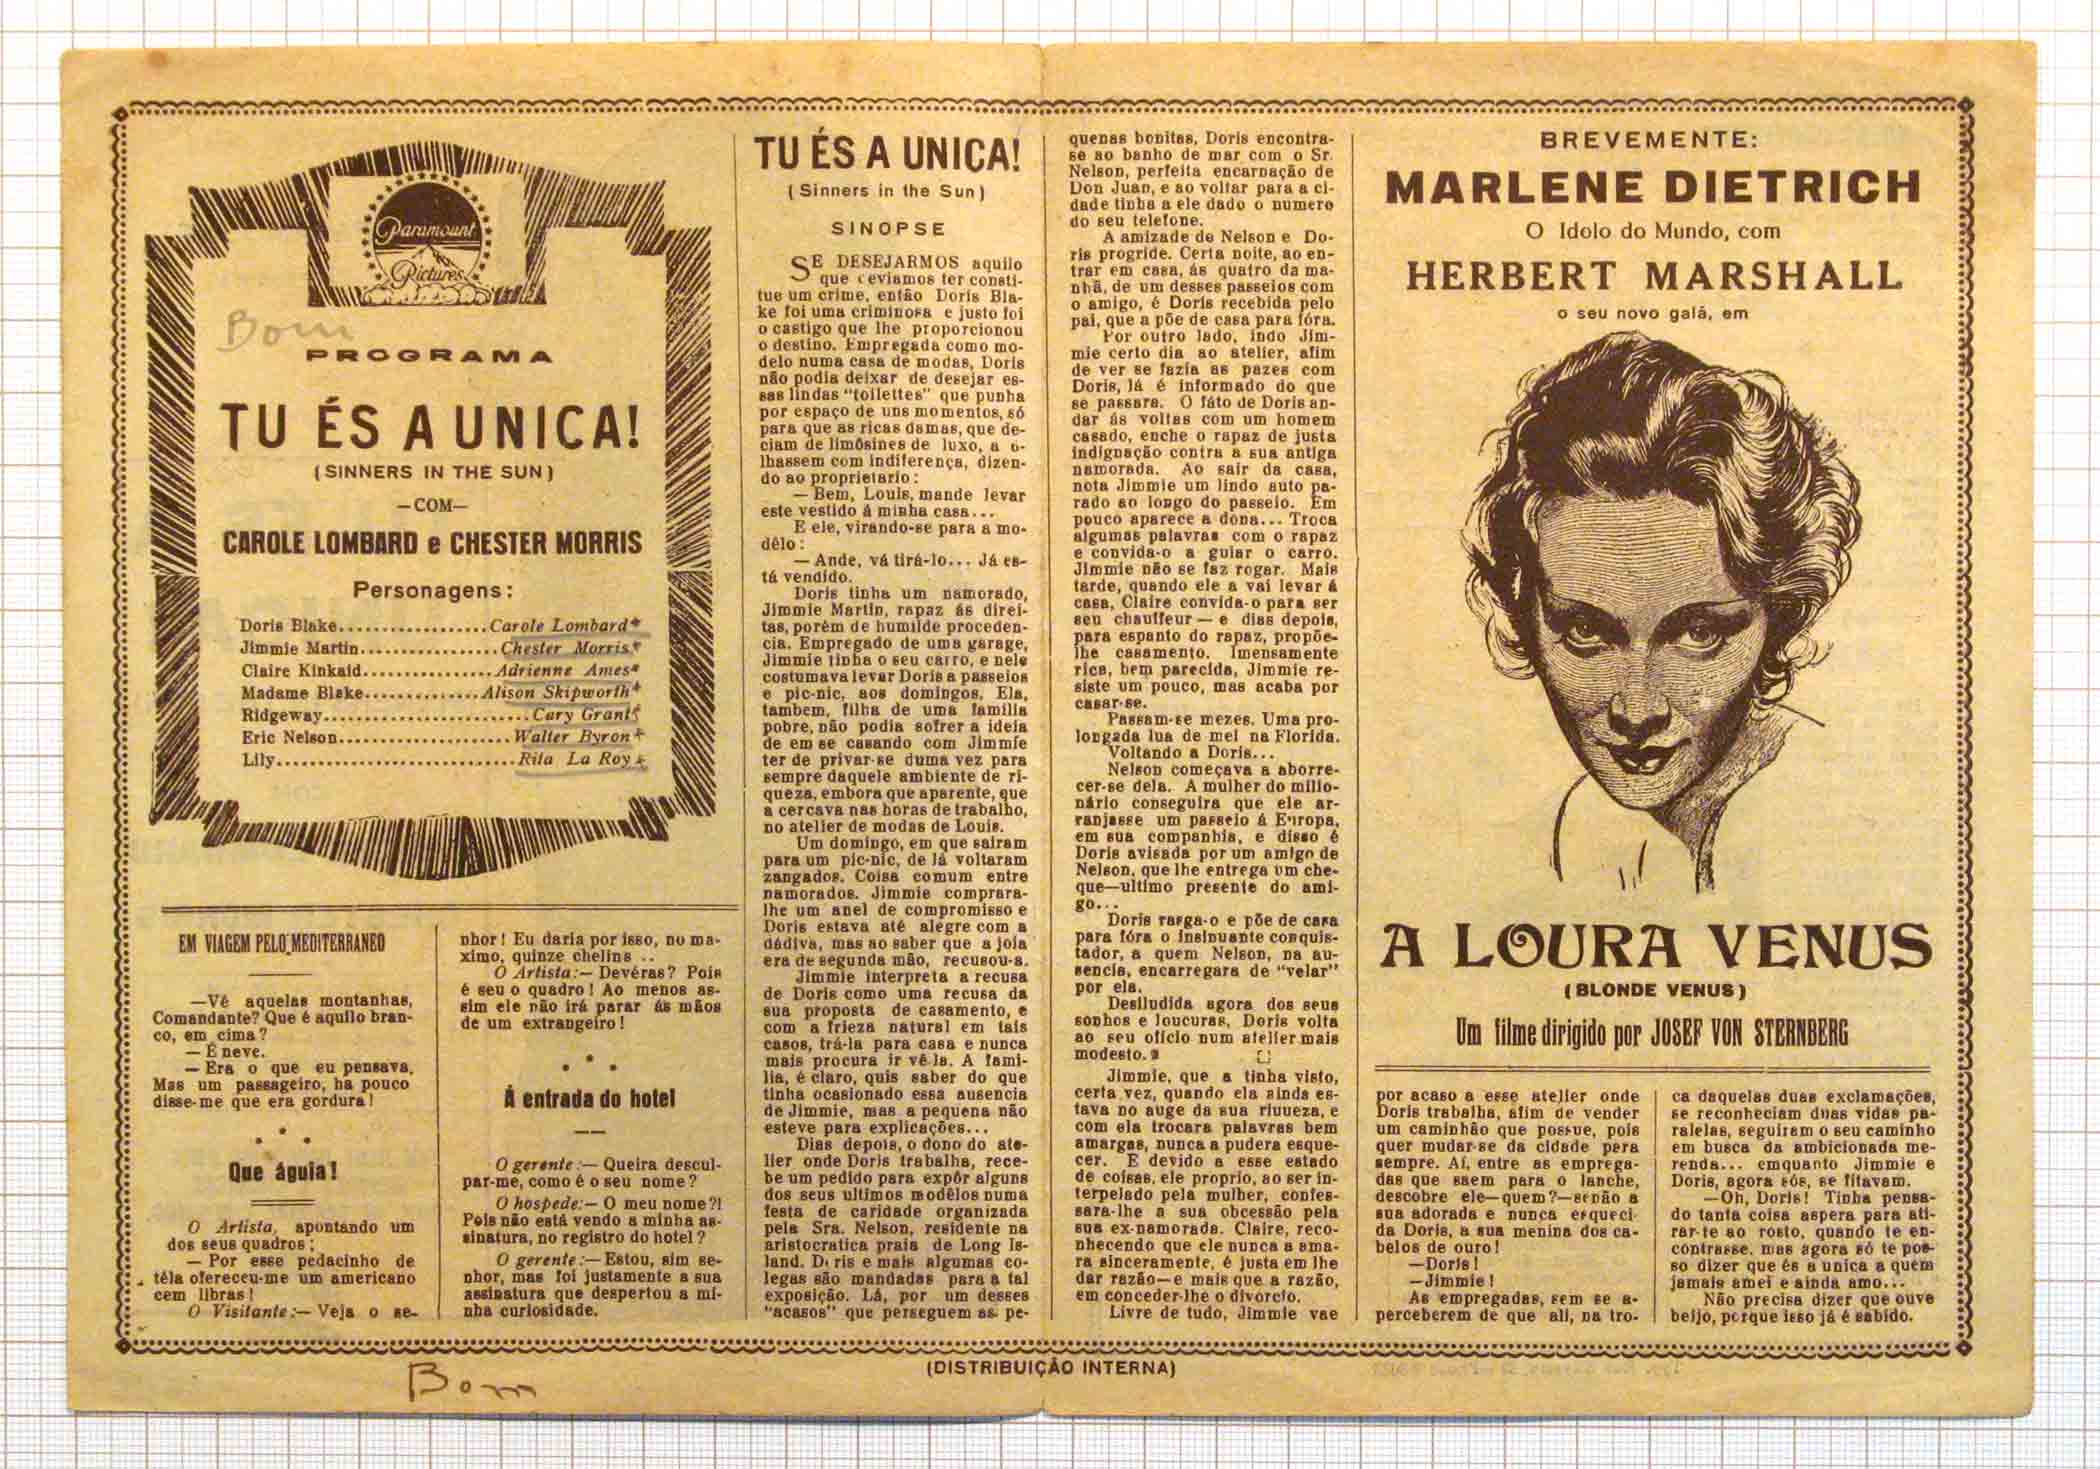 Paramount
Pictures
Bom
PROGRAMA
TU ÉS A UNICA!
(SINNERS IN THE SUN)
—COM—
CAROLE LOMBARD e CHESTER MORRIS
Personagens:
Doris Blake..................Carole Lombard*
Jimmie Martin.................Chester Morris*
Claire Kinkaid................Adrienne Ames*
Madame Blake.............Alison Skipworth*
Ridgeway............................Cary Grant*
Eric Nelson.....................Walter Byron*
Lily.................................Rita La Roy*
EM VIAGEM PELO MEDITERRANEO
—Vé aquelas montanhas,
Comandante? Que é aquilo bran-
co, em cima?
— É neve.
— Era o que eu pensava.
Mas um passageiro, ha pouco
disse-me que era gordura!
Que águia!
O Artista, apontando um
dos seus quadros;
— Por esse pedacinho de
téla ofereceu-me um americano
cem libras!
O Visitante:— Veja o se-
nhor! Eu daria por isso, no ma-
ximo, quinze chelins ..
O Artista:— Devéras? Pois
é seu o quadro! Ao menos as-
sim ele não irá parar ás mãos
de um extrangeiro!
Á entrada do hotel
O gerente:— Queira descul-
par-me, como é o seu nome?
O hospede:— O meu nome?!
Pois não está vendo a minha as-
sinatura, no registro do hotel?
O gerente:— Estou, sim se-
nhor, mas foi justamente a sua
assinatura que despertou a mi-
nha curiosidade.
TU ÉS A UNICA!
(Sinners in the Sun)
SINOPSE
SE DESEJARMOS aquilo
que deviamos ter consti-
tue um crime, então Doris Bla-
ke foi uma criminosa e justo foi
o castigo que lhe proporcionou
o destino. Empregada como mo-
delo numa casa de modas, Doris
não podia deixar de desejar es-
sas lindas "toilettes" que punha
por espaço de uns momentos, só
para que as ricas damas, que de-
ciam de limôsines de luxo, a o-
lhassem com indiferença, dizen-
do ao proprietario:
— Bem, Louis, mande levar
este vestido á minha casa...
E ele, virando-se para a mo-
dêlo:
— Ande, vá tirá-lo... Já es-
tá vendido.
Doris tinha um namorado,
Jimmie Martin, rapaz ás direi-
tas, porém de humilde proceden-
cia. Empregado de uma garage,
Jimmie tinha o seu carro, e nele
costumava levar Doris a passeios
e pic-nic, aos domingos. Ela,
tambem, filha de uma familia
pobre, não podia sofrer a ideia
de em se casando com Jimmie
ter de privar-se duma vez para
sempre daquele ambiente de ri-
queza, embora que aparente, que
a cercava nas horas de trabalho,
no atelier de modas de Louis.
Um domingo, em que sairam
para um pic-nic, de lá voltaram
zangados. Coisa comum entre
namorados. Jimmie comprara-
lhe um anel de compromisso e
Doris estava até alegre com a
dádiva, mas ao saber que a joia
era de segunda mão, recusou-a.
Jimmie interpreta a recusa
de Doris como uma recusa da
sua proposta de casamento, e
com a frieza natural em tais
casos, trá-la para casa e nunca
mais procura ir vê-la. A fami-
lia, é claro, quis saber do que
tinha ocasionado essa ausencia
de Jimmie, mas a pequena não
esteve para explicações...
Dias depois, o dono do ate-
lier onde Doris trabalha, rece-
be um pedido para expôr alguns
dos seus ultimos modêlos numa
festa de caridade organizada
pela Sra. Nelson, residente na
aristocratica praia de Long Is-
land. Doris e mais algumas co-
legas são mandadas para a tal
exposição. Lá, por um desses
"acasos" que perseguem as pe-
quenas bonitas, Doris encontra-
se ao banho de mar com o Sr.
Nelson, perfeita encarnação de
Don Juan, e ao voltar para a ci-
dade tinha a ele dado o numero
do seu telefone.
A amizade de Nelson e Do-
ris progride. Certa noite, ao en-
trar em casa, ás quatro da ma-
nhã, de um desses passeios com
o amigo, é Doris recebida pelo
pai, que a põe de casa para fóra.
Por outro lado, indo Jim-
mie certo dia ao atelier, afim
de ver se fazia as pazes com
Doris, lá é informado do que
se passara. O fáto de Doris an-
dar ás voltas com um homem
casado, enche o rapaz de justa
indignação contra a sua antiga
namorada. Ao sair da casa,
nota Jimmie um lindo auto pa-
rado ao longo do passeio. Em
pouco aparece a dona... Troca
algumas palavras com o rapaz
e convida-o a guiar o carro.
Jimmie não se faz rogar. Mais
tarde, quando ele a vai levar á
casa, Claire convida-o para ser
seu chauffeur — e dias depois,
para espanto do rapaz, propõe-
lhe casamento. Imensamente
rica, bem parecida, Jimmie re-
siste um pouco, mas acaba por
casar-se.
Passam-se mezes. Uma pro-
longada lua de mel na Florida.
Voltando a Doris...
Nelson começava a aborre-
cer-se dela. A mulher do milio-
nário conseguira que ele ar-
ranjasse um passeio á Europa,
em sua companhia, e disso é
Doris avisada por um amigo de
Nelson, que lhe entrega um che-
que—ultimo presente do ami-
go...
Doris rasga-o e põe de casa
para fóra o insinuante conquis-
tador, a quem Nelson, na au-
sencia, encarregara de "velar"
por ela.
Desiludida agora dos seus
sonhos e loucuras, Doris volta
ao seu oficio num atelier mais
modesto.
Jimmie, que a tinha visto,
certa vez, quando ela ainda es-
tava no auge da sua riuueza, e
com ela trocara palavras bem
amargas, nunca a pudera esque-
cer. E devido a esse estado
de coisas, ele proprio, ao ser in-
terpelado pela mulher, confes-
sara-lhe a sua obcessão pela
sua ex-namorada. Claire, reco-
nhecendo que ele nunca a ama-
ra sinceramente, é justa em lhe
dar razão—e mais que a razão,
em conceder-lhe o divorcio.
Livre de tudo, Jimmie vae
BREVEMENTE:
MARLENE DIETRICH
O Idolo do Mundo, com
HERBERT MARSHALL
o seu novo galã, em
A LOURA VENUS
(BLONDE VENUS)
Um filme dirigido por JOSEF VON STERNBERG
por acaso a esse atelier onde
Doris trabalha, afim de vender
um caminhão que possue, pois
quer mudar-se da cidade pera
sempre. Aí, entre as emprega-
das que saem para o lanche,
descobre ele—quem?—senão a
sua adorada e nunca esqueci-
da Doris, a sua menina dos ca-
belos de ouro!
—Doris!
—Jimmie!
As empregadas, sem se a-
perceberem de que ali, na tro-
ca daquelas duas exclamações,
se reconheciam duas vidas pa-
ralelas, seguiram o seu caminho
em busca da ambicionada me-
renda... emquanto Jimmie e
Doris, agora sós, se fitavam.
—Oh, Doris! Tinha pensa-
do tanta coisa aspera para ati-
rar-te ao rosto, quando te en-
contrasse, mas agora só te pos-
so dizer que és a unica a quem
jamais amei e ainda amo...
Não precisa dizer que ouve
beijo, porque isso já é sabido.
(DISTRIBUIÇÃO INTERNA)
Bom